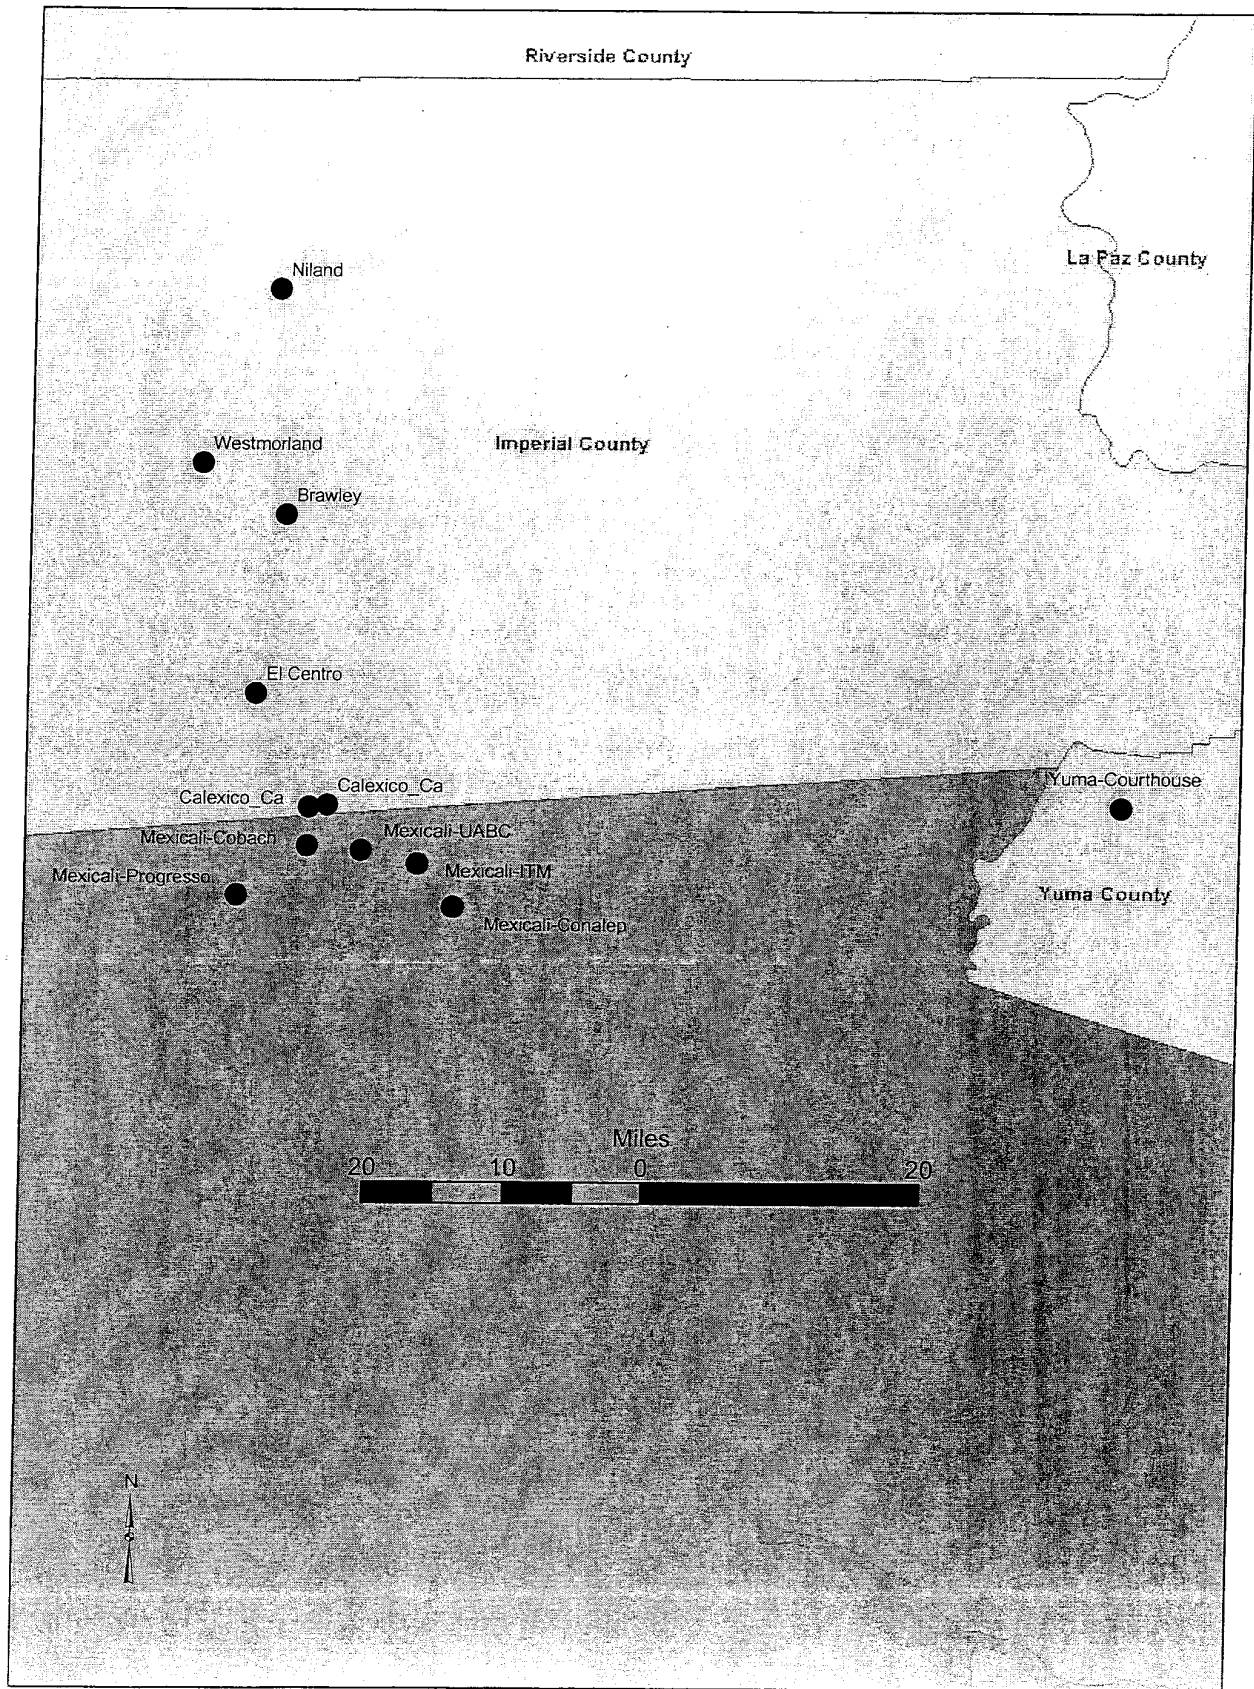 Riverside County
La Paz County
Niland
Westmorland
Imperial County
Brawley
El Centro
Yuma-Courthouse
Calexico_Ca
Calexico_Ca
Mexicali-UABC
Mexicali-Cobach
Mexicali-ITM
Mexicali-Progresso
Yuma County
Mexicali-Conalep
Miles
20 10 0 20
N